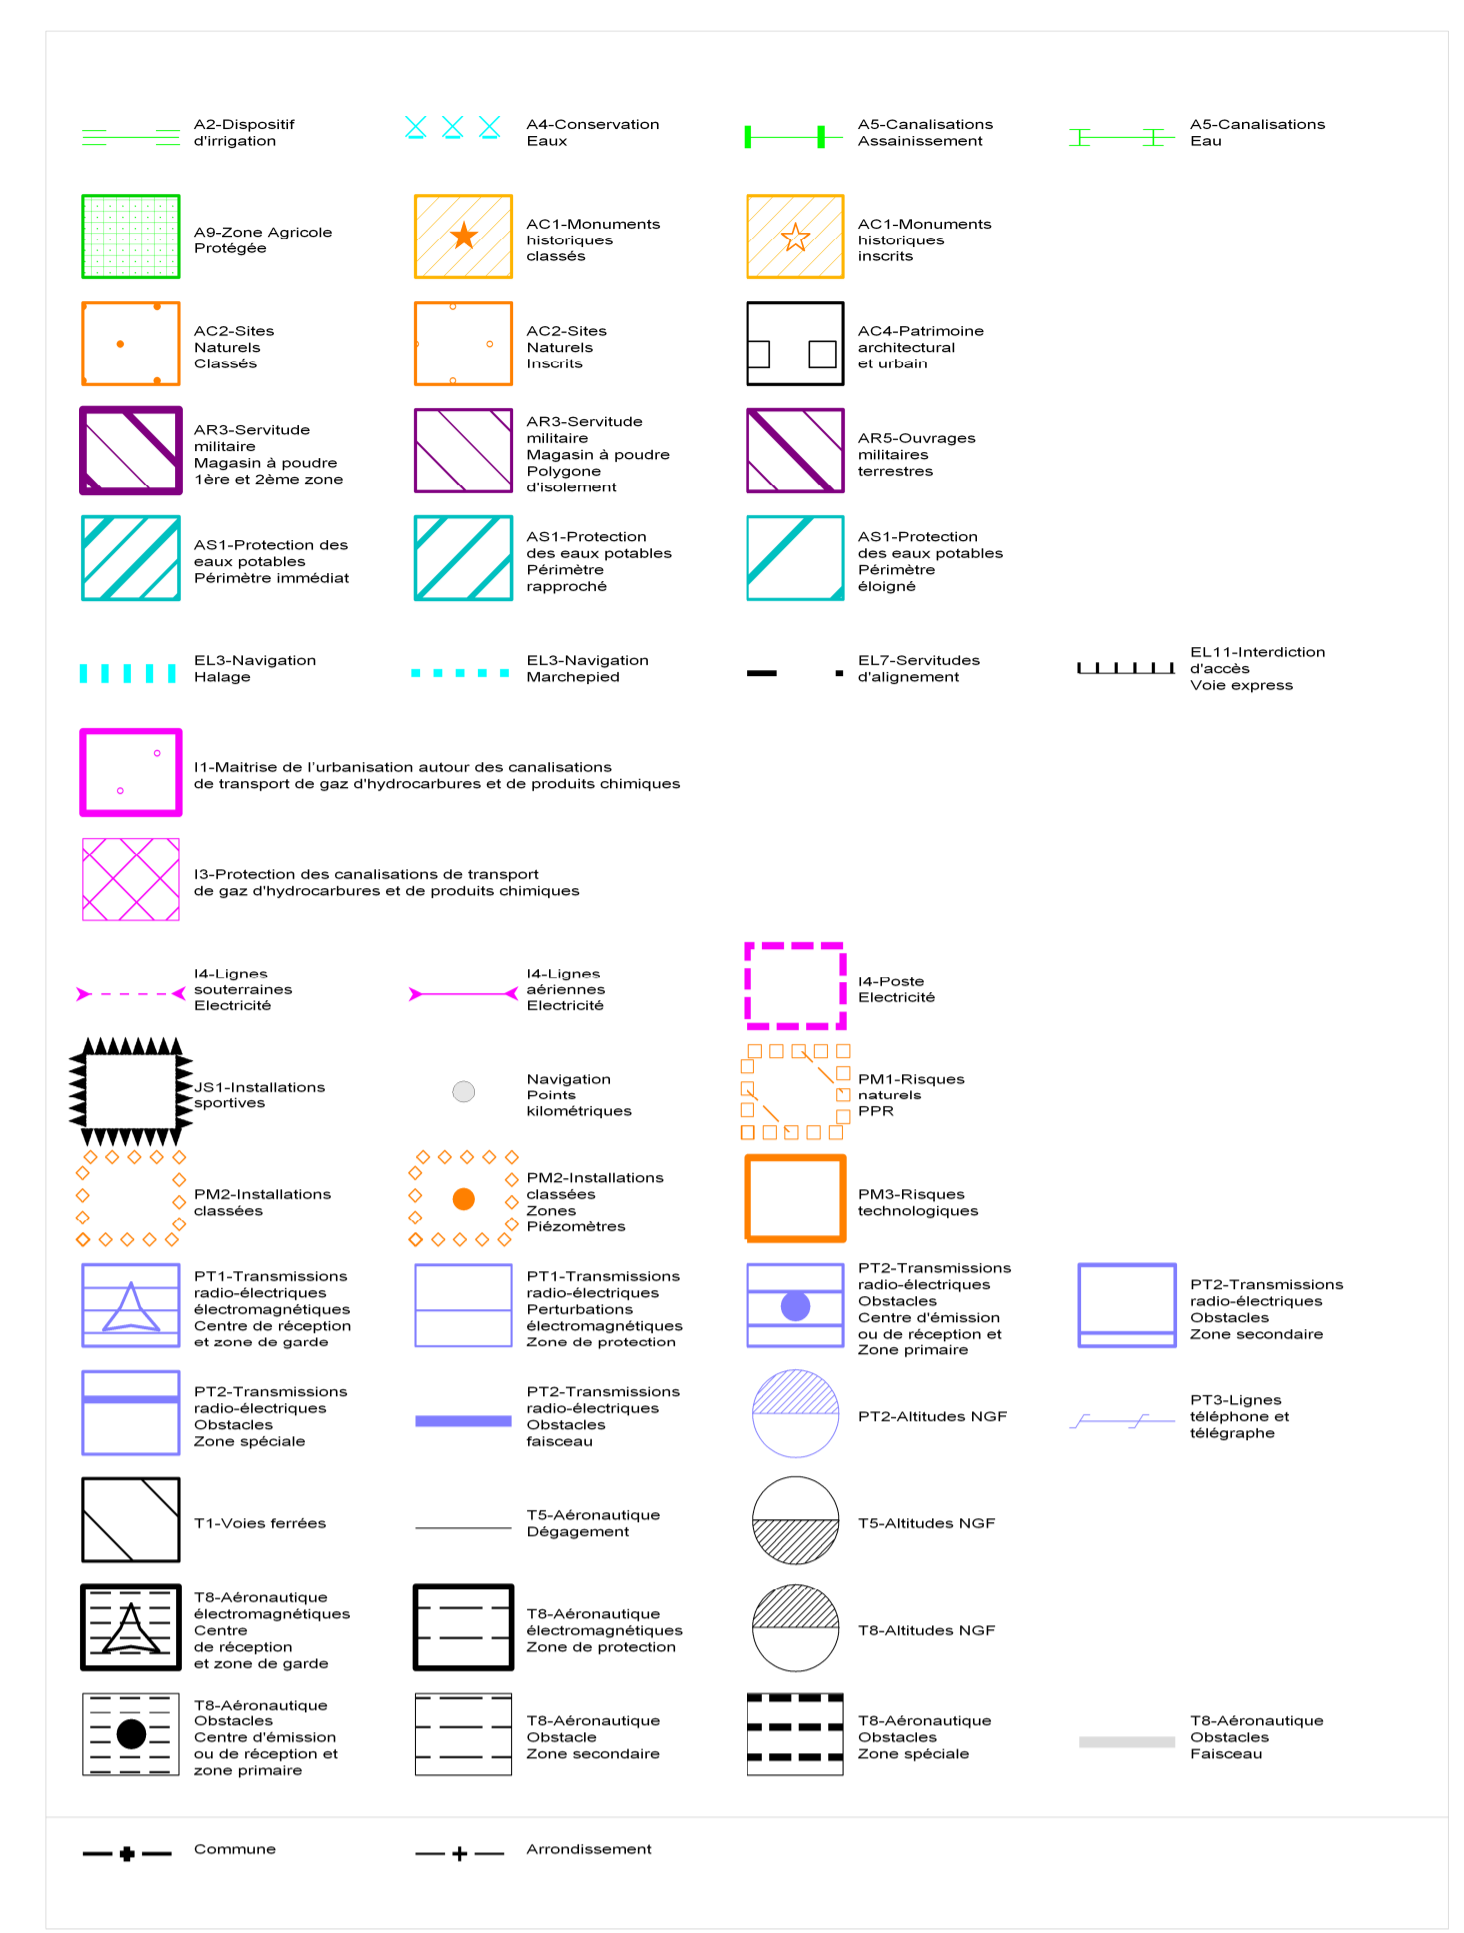 A2-Dispositif
d'irrigation
A4-Conservation
Eaux
A5-Canalisations
Assainissement
A5-Canalisations
Eau
A9-Zone Agricole
Protégée
AC1-Monuments
historiques
classés
AC1-Monuments
historiques
inscrits
AC2-Sites
Naturels
Classés
AC2-Sites
Naturels
Inscrits
AC4-Patrimoine
architectural
et urbain
AR3-Servitude
militaire
Magasin à poudre
1ère et 2ème zone
AR3-Servitude
militaire
Magasin à poudre
Polygone
d'isolement
AR5-Ouvrages
militaires
terrestres
AS1-Protection des
eaux potables
Périmètre immédiat
AS1-Protection
des eaux potables
Périmètre
rapproché
AS1-Protection
des eaux potables
Périmètre
éloigné
EL3-Navigation
Halage
EL3-Navigation
Marchepied
EL7-Servitudes
d'alignement
EL11-Interdiction
d'accès
Voie express
I1-Maitrise de l'urbanisation autour des canalisations
de transport de gaz d'hydrocarbures et de produits chimiques
I3-Protection des canalisations de transport
de gaz d'hydrocarbures et de produits chimiques
I4-Lignes
souterraines
Electricité
I4-Lignes
aériennes
Electricité
I4-Poste
Electricité
JS1-Installations
sportives
Navigation
Points
kilométriques
PM1-Risques
naturels
PPR
PM2-Installations
classées
PM2-Installations
classées
Zones
Piézomètres
PM3-Risques
technologiques
PT1-Transmissions
radio-électriques
électromagnétiques
Centre de réception
et zone de garde
PT1-Transmissions
radio-électriques
Perturbations
électromagnétiques
Zone de protection
PT2-Transmissions
radio-électriques
Obstacles
Centre d'émission
ou de réception et
Zone primaire
PT2-Transmissions
radio-électriques
Obstacles
Zone secondaire
PT2-Transmissions
radio-électriques
Obstacles
Zone spéciale
PT2-Transmissions
radio-électriques
Obstacles
faisceau
PT2-Altitudes NGF
PT3-Lignes
téléphone et
télégraphe
T1-Voies ferrées
T5-Aéronautique
Dégagement
T5-Altitudes NGF
T8-Aéronautique
électromagnétiques
Centre
de réception
et zone de garde
T8-Aéronautique
électromagnétiques
Zone de protection
T8-Altitudes NGF
T8-Aéronautique
Obstacles
Centre d'émission
ou de réception et
zone primaire
T8-Aéronautique
Obstacle
Zone secondaire
T8-Aéronautique
Obstacles
Zone spéciale
T8-Aéronautique
Obstacles
Faisceau
Commune
Arrondissement